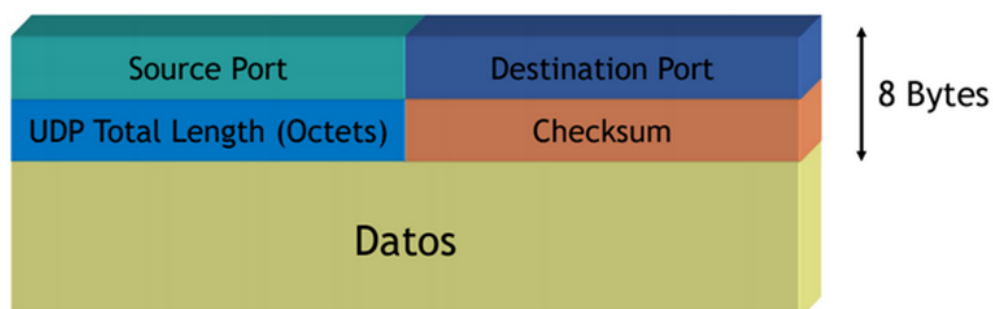 Source Port
Destination Port
8 Bytes
UDP Total Length (Octets)
Checksum
Datos